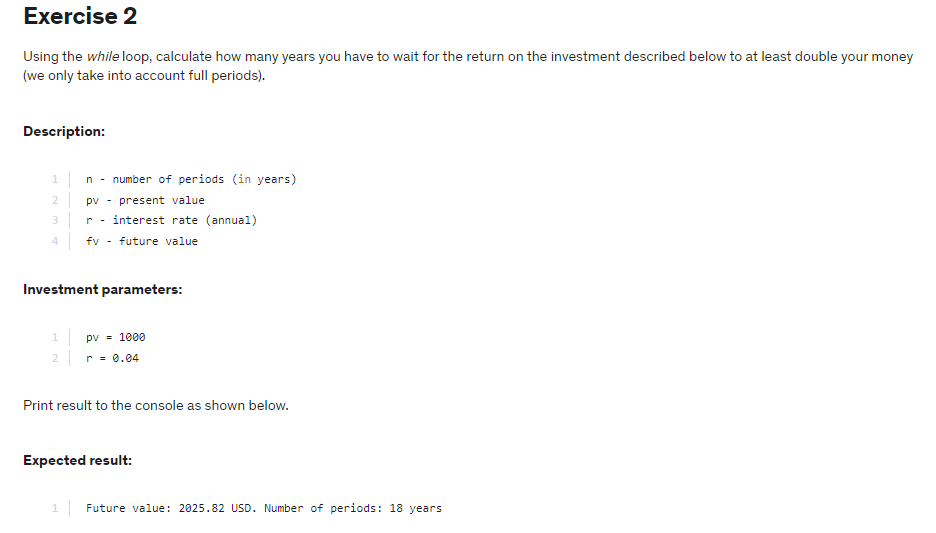 Exercise 2
Using the while loop, calculate how many years you have to wait for the return on the investment described below to at least double your money
(we only take into account full periods).
Description:
1 n - number of periods (in years)
2 pv - present value
3 r - interest rate (annual)
4 fv - future value
Investment parameters:
1 pv = 1000
2 r = 0.04
Print result to the console as shown below.
Expected result:
1 Future value: 2025.82 USD. Number of periods: 18 years